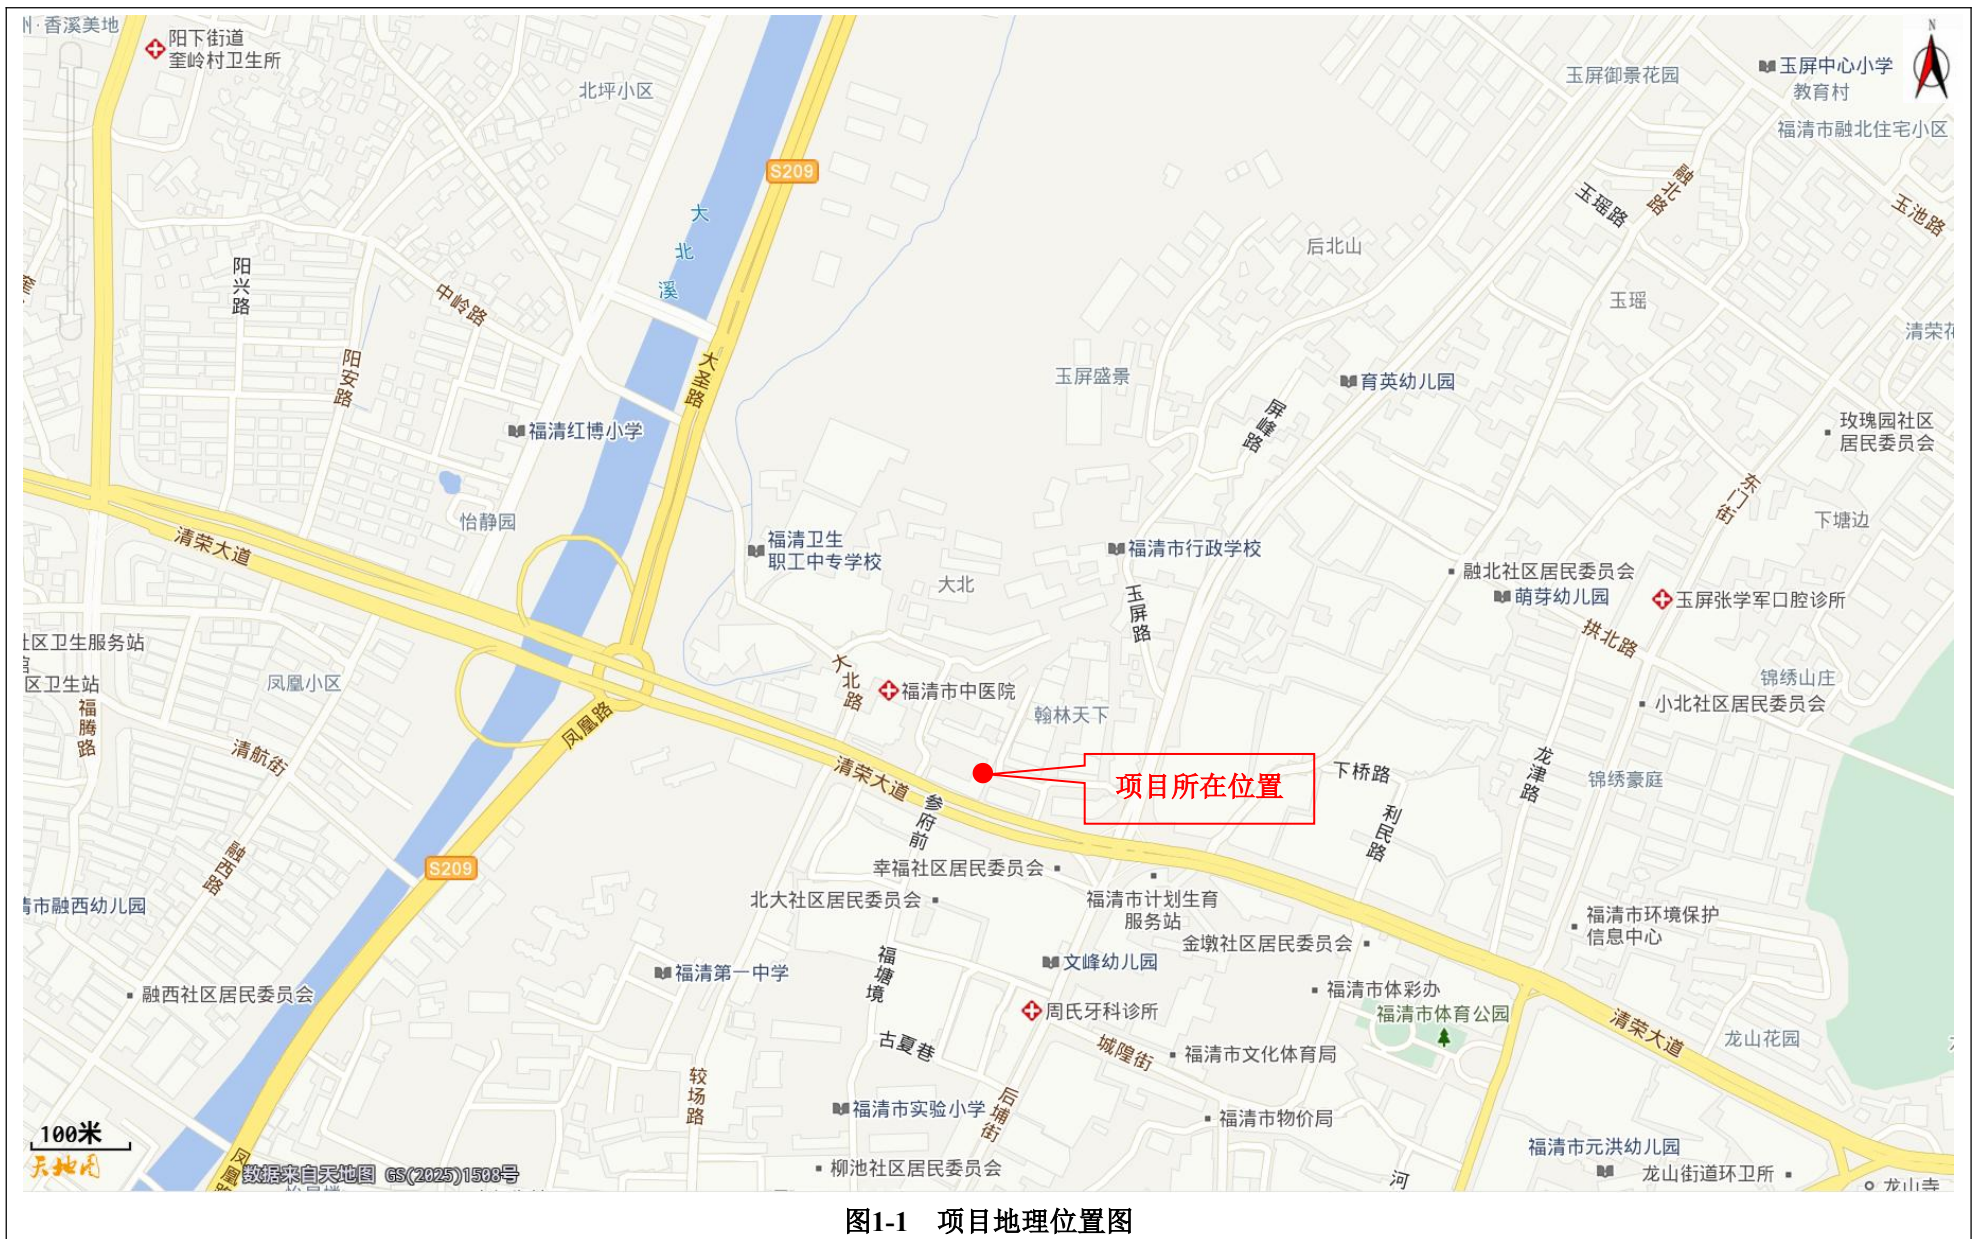 州·香溪美地
阳下街道
奎岭村卫生所
北坪小区
玉屏御景花园
玉屏中心小学
教育村
福清市融北住宅小区
N
S209
融北路
玉瑶路
玉池路
大北溪
后北山
阳兴路
中岭路
玉瑶
清荣花
奎
阳安路
大圣路
玉屏盛景
育英幼儿园
屏峰路
玫瑰园社区
居民委员会
福清红博小学
东门街
怡静园
下塘边
清荣大道
福清卫生
职工中专学校
福清市行政学校
大北
融北社区居民委员会
萌芽幼儿园
玉屏张学军口腔诊所
玉屏路
拱北路
社区卫生服务站
区卫生站
凤凰小区
大北路
福清市中医院
翰林天下
锦绣山庄
小北社区居民委员会
福腾路
清航街
凤凰路
清荣大道
项目所在位置
下桥路
龙津路
锦绣豪庭
参府前
利民路
融西路
S209
幸福社区居民委员会
北大社区居民委员会
福清市计划生育
服务站
清市融西幼儿园
福清市环境保护
信息中心
金墩社区居民委员会
福塘境
文峰幼儿园
福清第一中学
融西社区居民委员会
福清市体彩办
周氏牙科诊所
福清市体育公园
清荣大道
龙山花园
古夏巷
城隍街
福清市文化体育局
较场路
后埔街
福清市实验小学
福清市物价局
100米
天地图
福清市元洪幼儿园
凤凰路
数据来自天地图 GS(2025)1508号
柳池社区居民委员会
河
龙山街道环卫所
龙山寺
图1-1 项目地理位置图